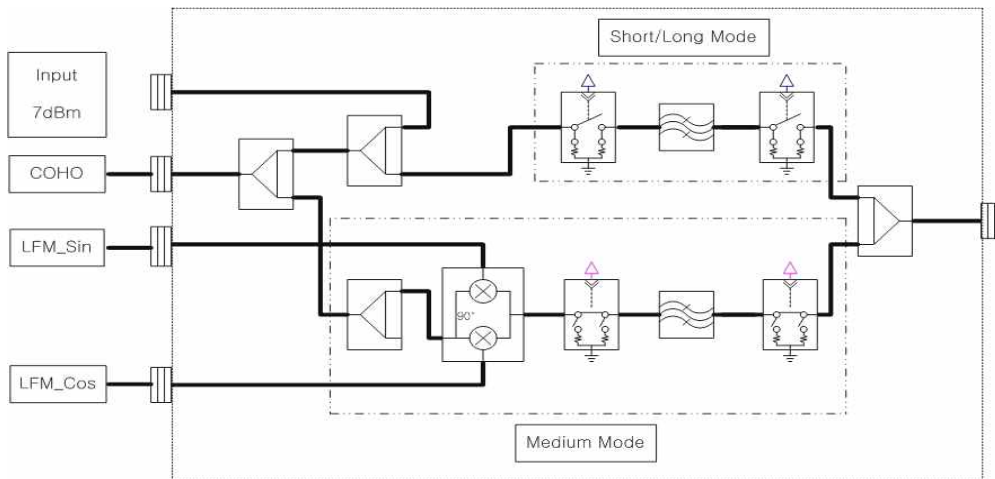 Short/Long Mode
Input
7dBm
COHO
LFM_Sin
90°
LFM_Cos
Medium Mode